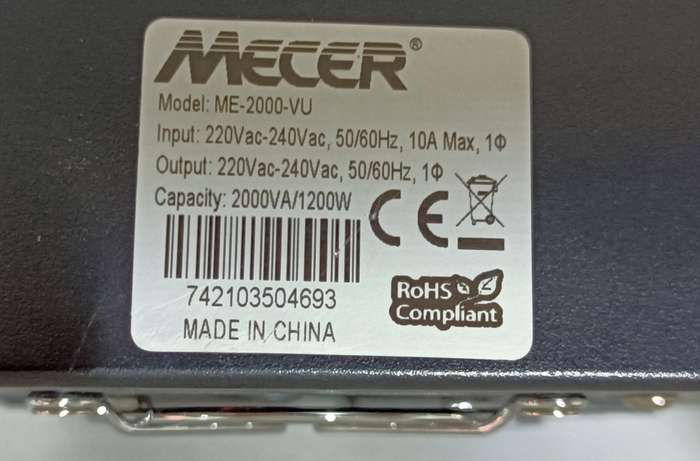 MECER®
Model: ME-2000-VU
Input: 220Vac-240Vac, 50/60Hz, 10A Max, 1Φ
Output: 220Vac-240Vac, 50/60Hz, 1Φ
Capacity: 2000VA/1200W
CE
742103504693
RoHS
Compliant
MADE IN CHINA